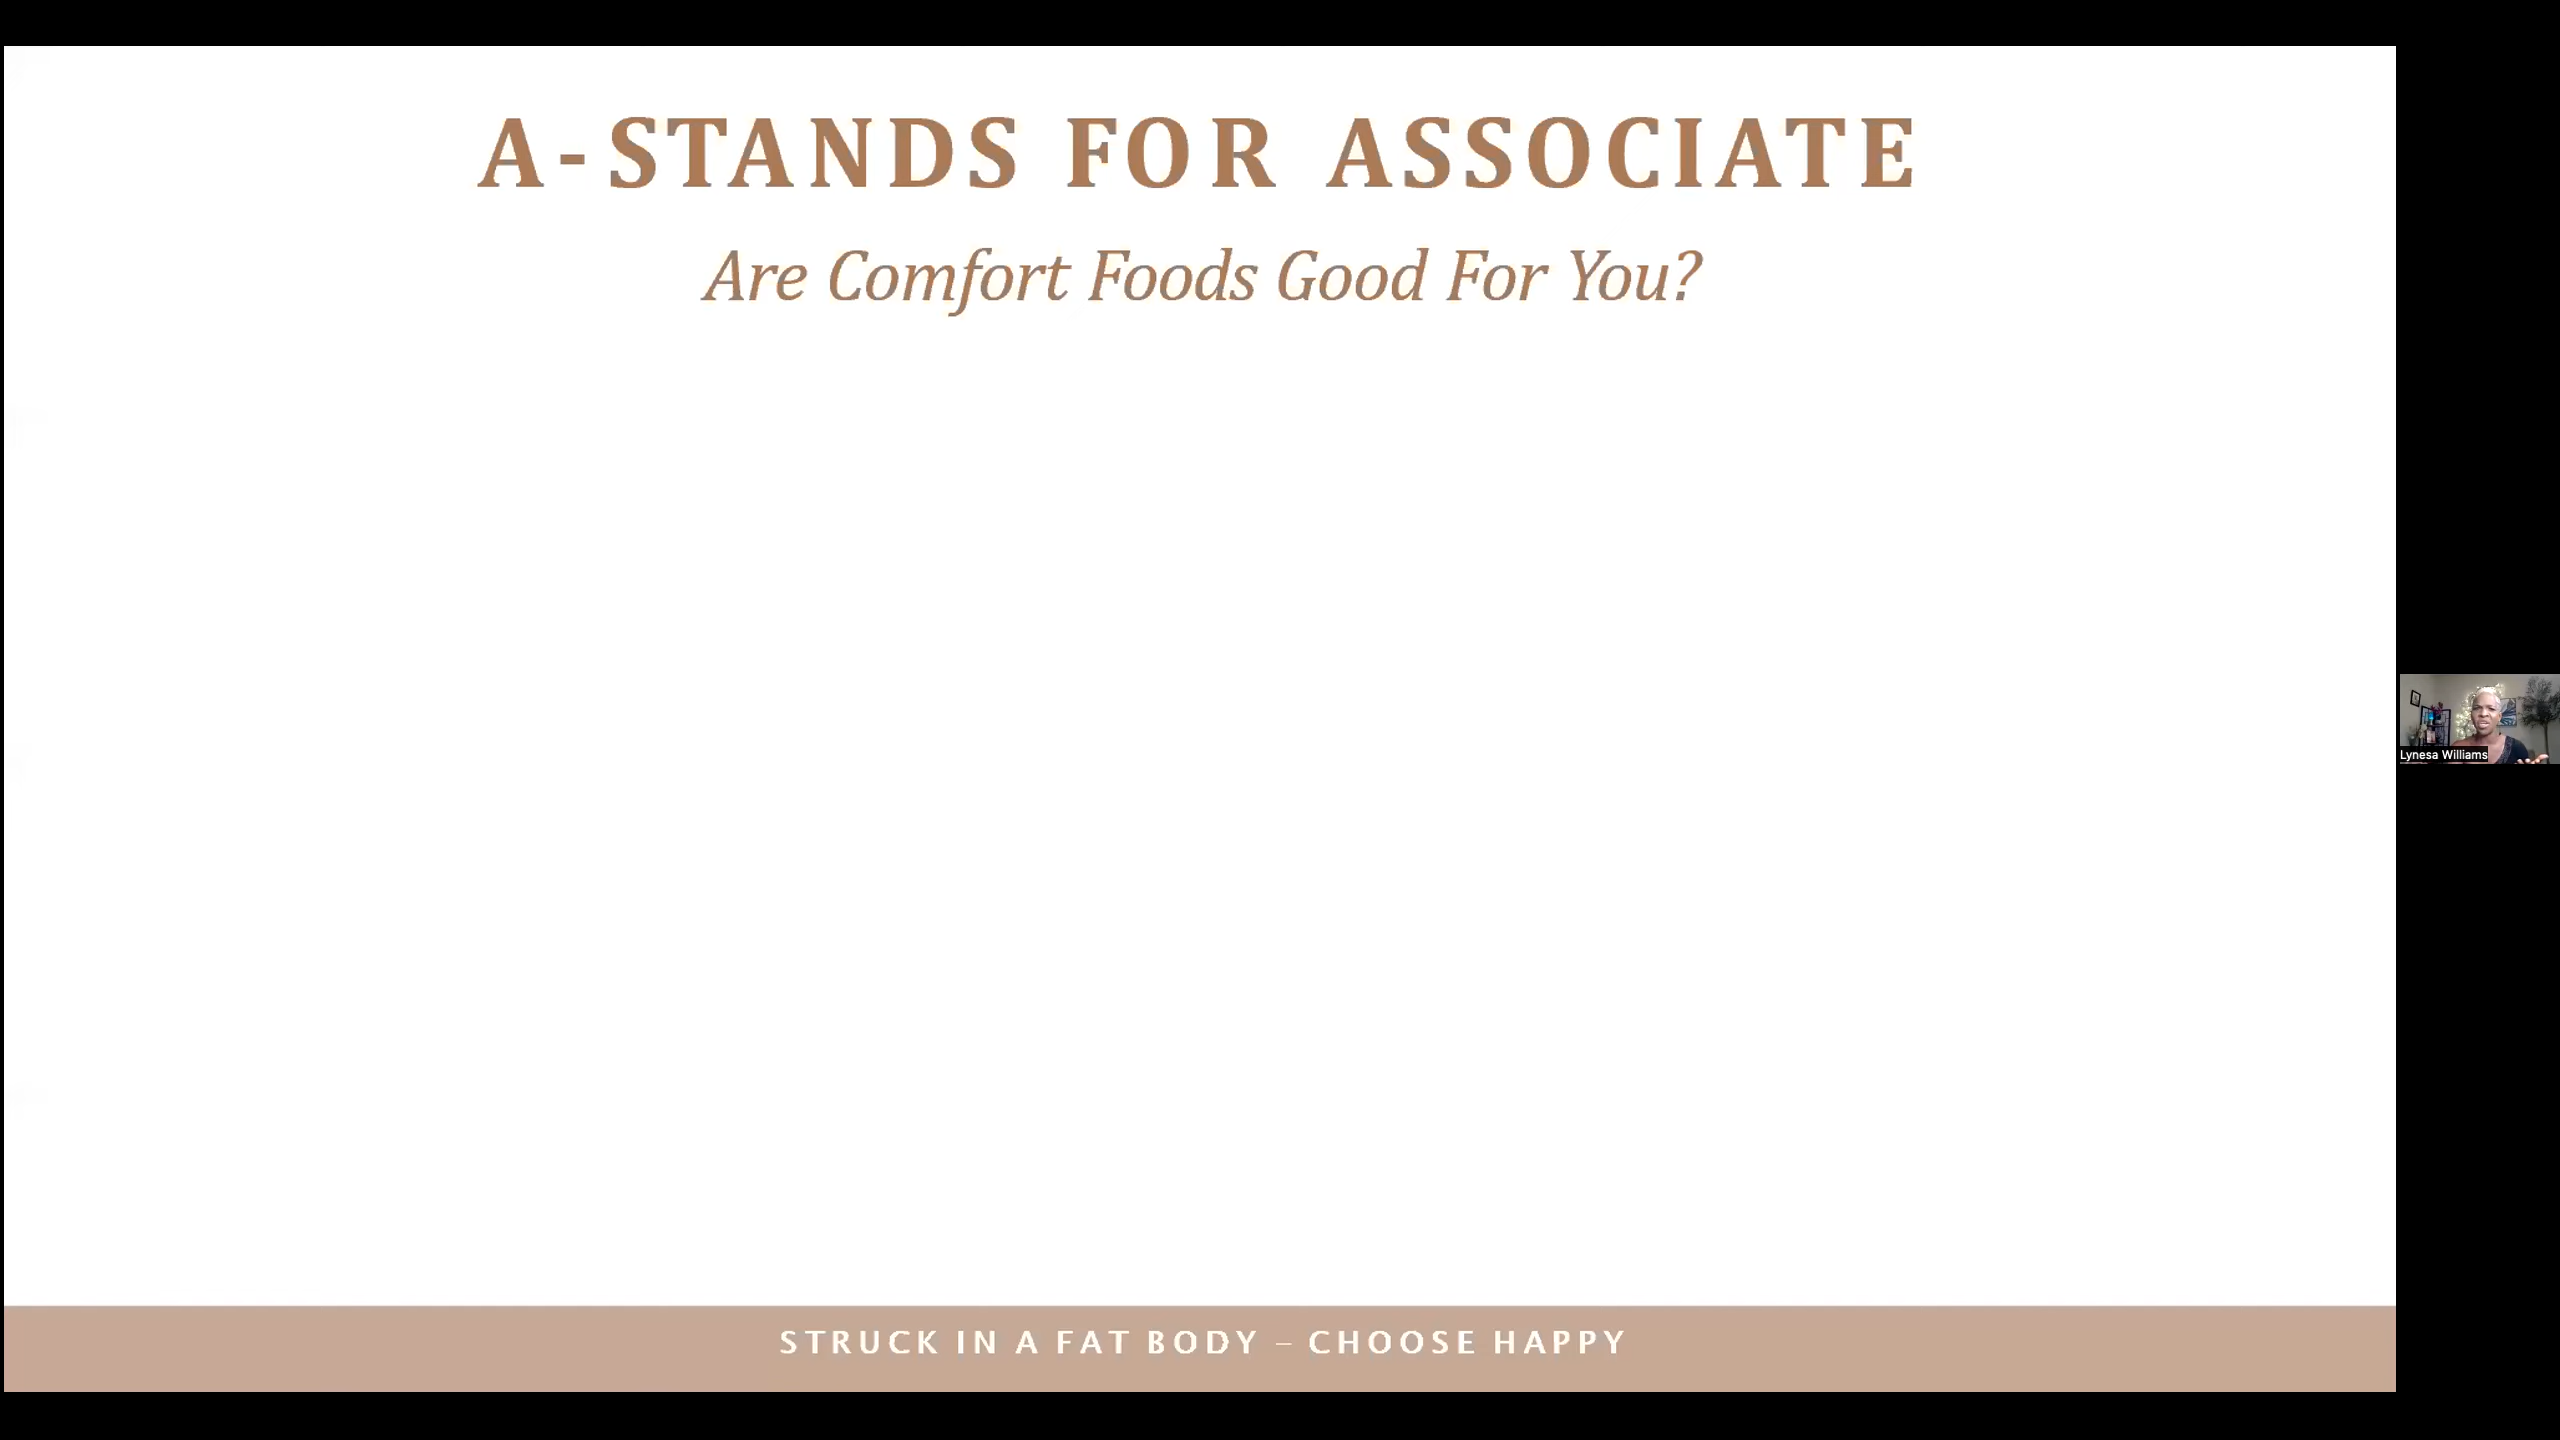 A-STANDS FOR ASSOCIATE
Are Comfort Foods Good For You?
Lynesa Williams
STRUCK IN A FAT BODY – CHOOSE HAPPY